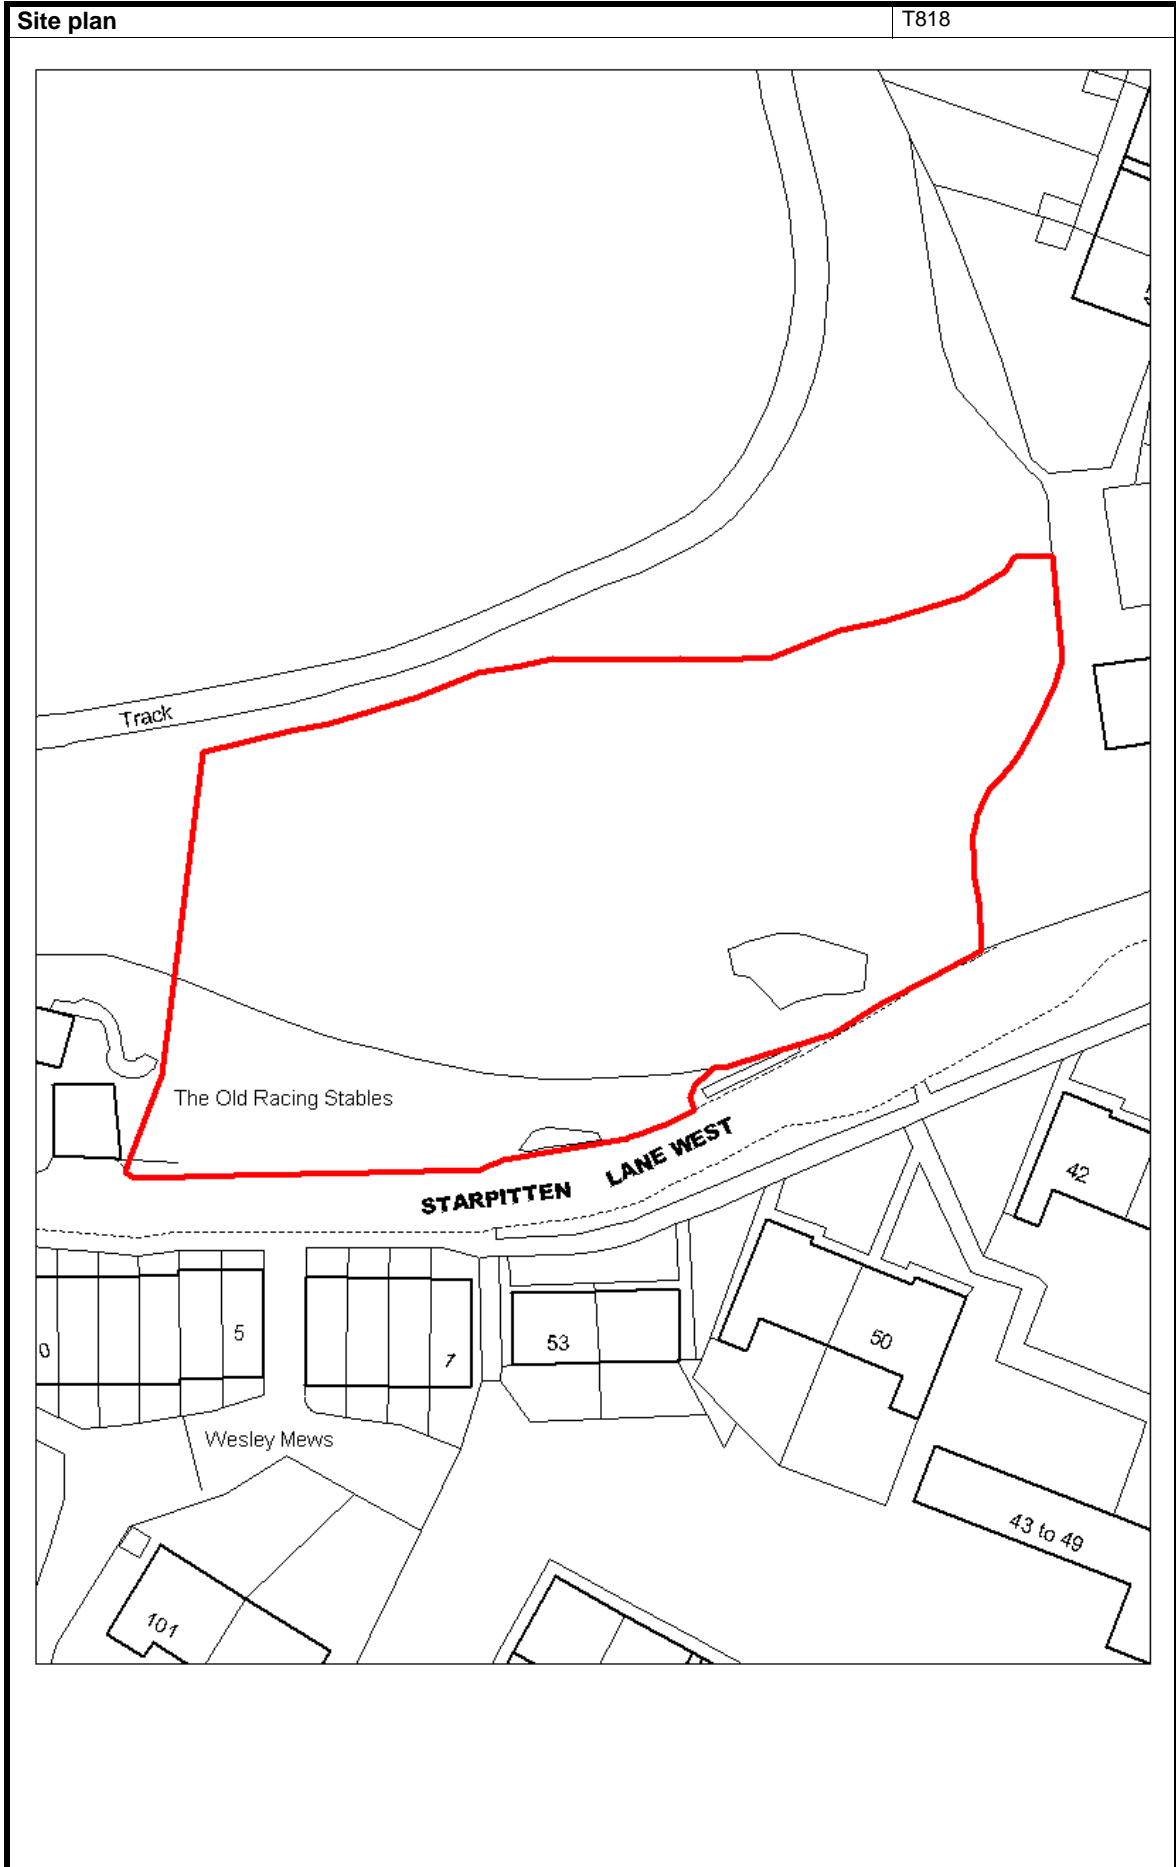 Site plan
T818
Track
The Old Racing Stables
STARPITTEN LANE WEST
42
0
5
7
53
50
Wesley Mews
43 to 49
101